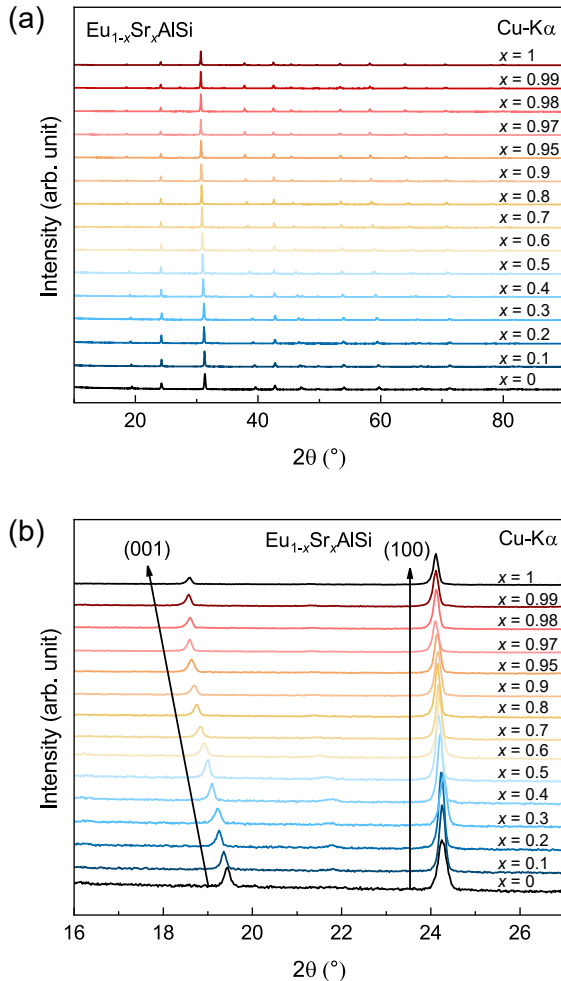 (a)
Eu1-xSrxAlSi
Cu-Kα
x = 1
x = 0.99
x = 0.98
x = 0.97
x = 0.95
x = 0.9
x = 0.8
x = 0.7
x = 0.6
x = 0.5
x = 0.4
x = 0.3
x = 0.2
x = 0.1
x = 0
Intensity (arb. unit)
20 40 60 80
2θ (°)
(b)
(001)
Eu1-xSrxAlSi
(100)
Cu-Kα
x = 1
x = 0.99
x = 0.98
x = 0.97
x = 0.95
x = 0.9
x = 0.8
x = 0.7
x = 0.6
x = 0.5
x = 0.4
x = 0.3
x = 0.2
x = 0.1
x = 0
Intensity (arb. unit)
16 18 20 22 24 26
2θ (°)